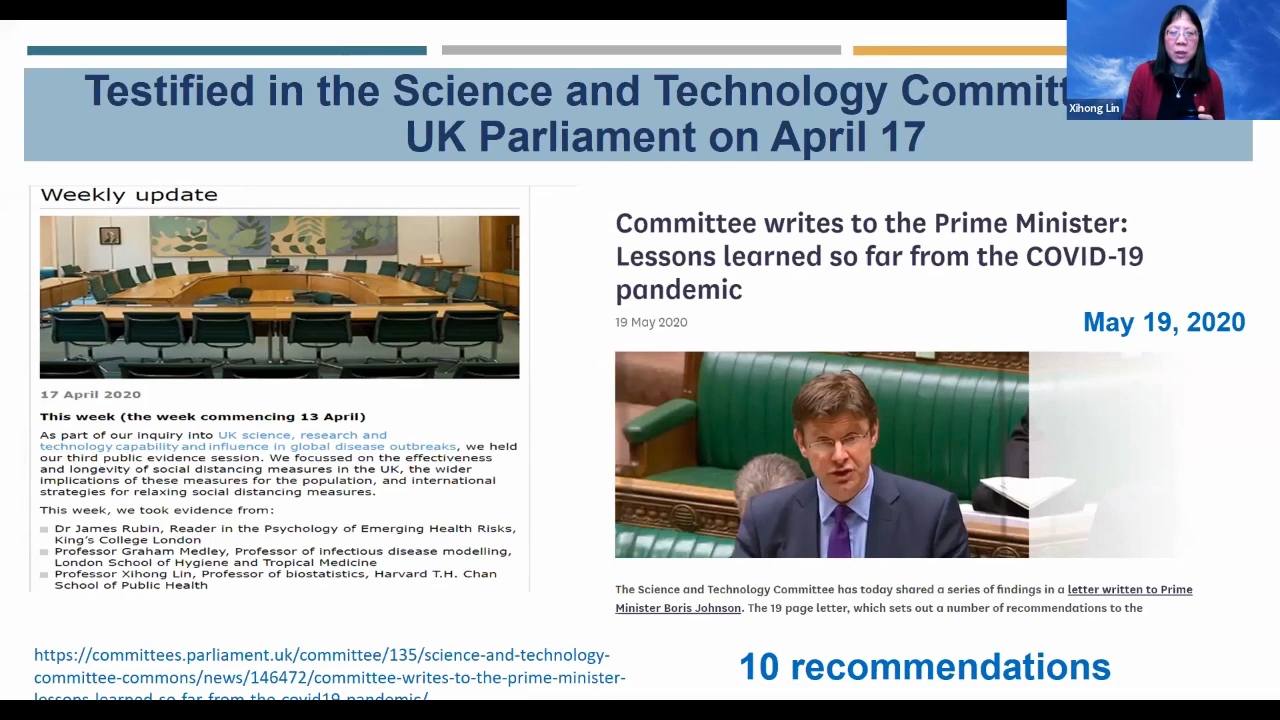 Testified in the Science and Technology Committ
UK Parliament on April 17
Xihong Lin
Weekly update
17 April 2020
This week (the week commencing 13 April)
As part of our inquiry into UK science, research and
technology capability and influence in global disease outbreaks, we held
our third public evidence session. We focussed on the effectiveness
and longevity of social distancing measures in the UK, the wider
implications of these measures for the population, and international
strategies for relaxing social distancing measures.
This week, we took evidence from:
Dr James Rubin, Reader in the Psychology of Emerging Health Risks,
King's College London
Professor Graham Medley, Professor of infectious disease modelling,
London School of Hygiene and Tropical Medicine
Professor Xihong Lin, Professor of biostatistics, Harvard T.H. Chan
School of Public Health
https://committees.parliament.uk/committee/135/science-and-technology-
committee-commons/news/146472/committee-writes-to-the-prime-minister-
lessons-learned-so-far-from-the-covid19-pandemic/
Committee writes to the Prime Minister:
Lessons learned so far from the COVID-19
pandemic
19 May 2020
May 19, 2020
The Science and Technology Committee has today shared a series of findings in a letter written to Prime
Minister Boris Johnson. The 19 page letter, which sets out a number of recommendations to the
10 recommendations